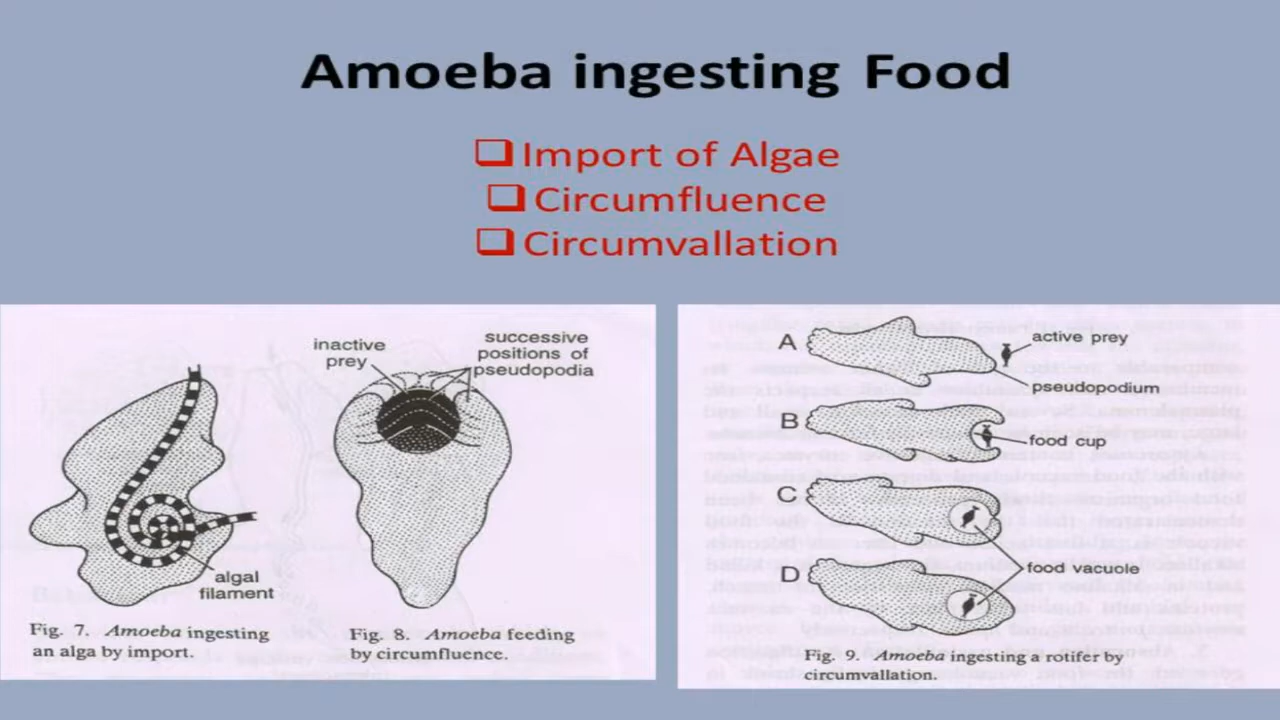 Amoeba ingesting Food
Import of Algae
Circumfluence
Circumvallation
inactive
prey
successive
positions of
pseudopodia
algal
filament
Fig. 7. Amoeba ingesting
an alga by import.
Fig. 8. Amoeba feeding
by circumfluence.
A
active prey
pseudopodium
B
food cup
C
food vacuole
D
Fig. 9. Amoeba ingesting a rotifer by
circumvallation.